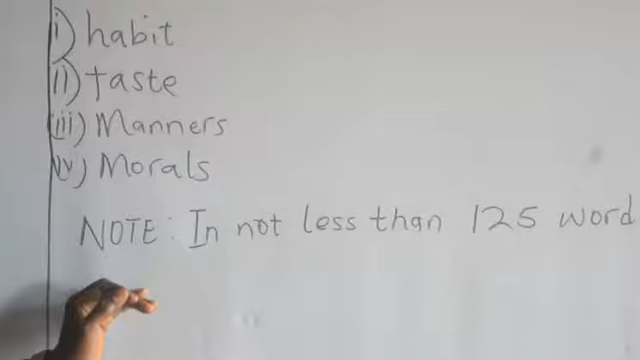 i) habit
ii) taste
iii) Manners
iv) Morals
NOTE: In not less than 125 word